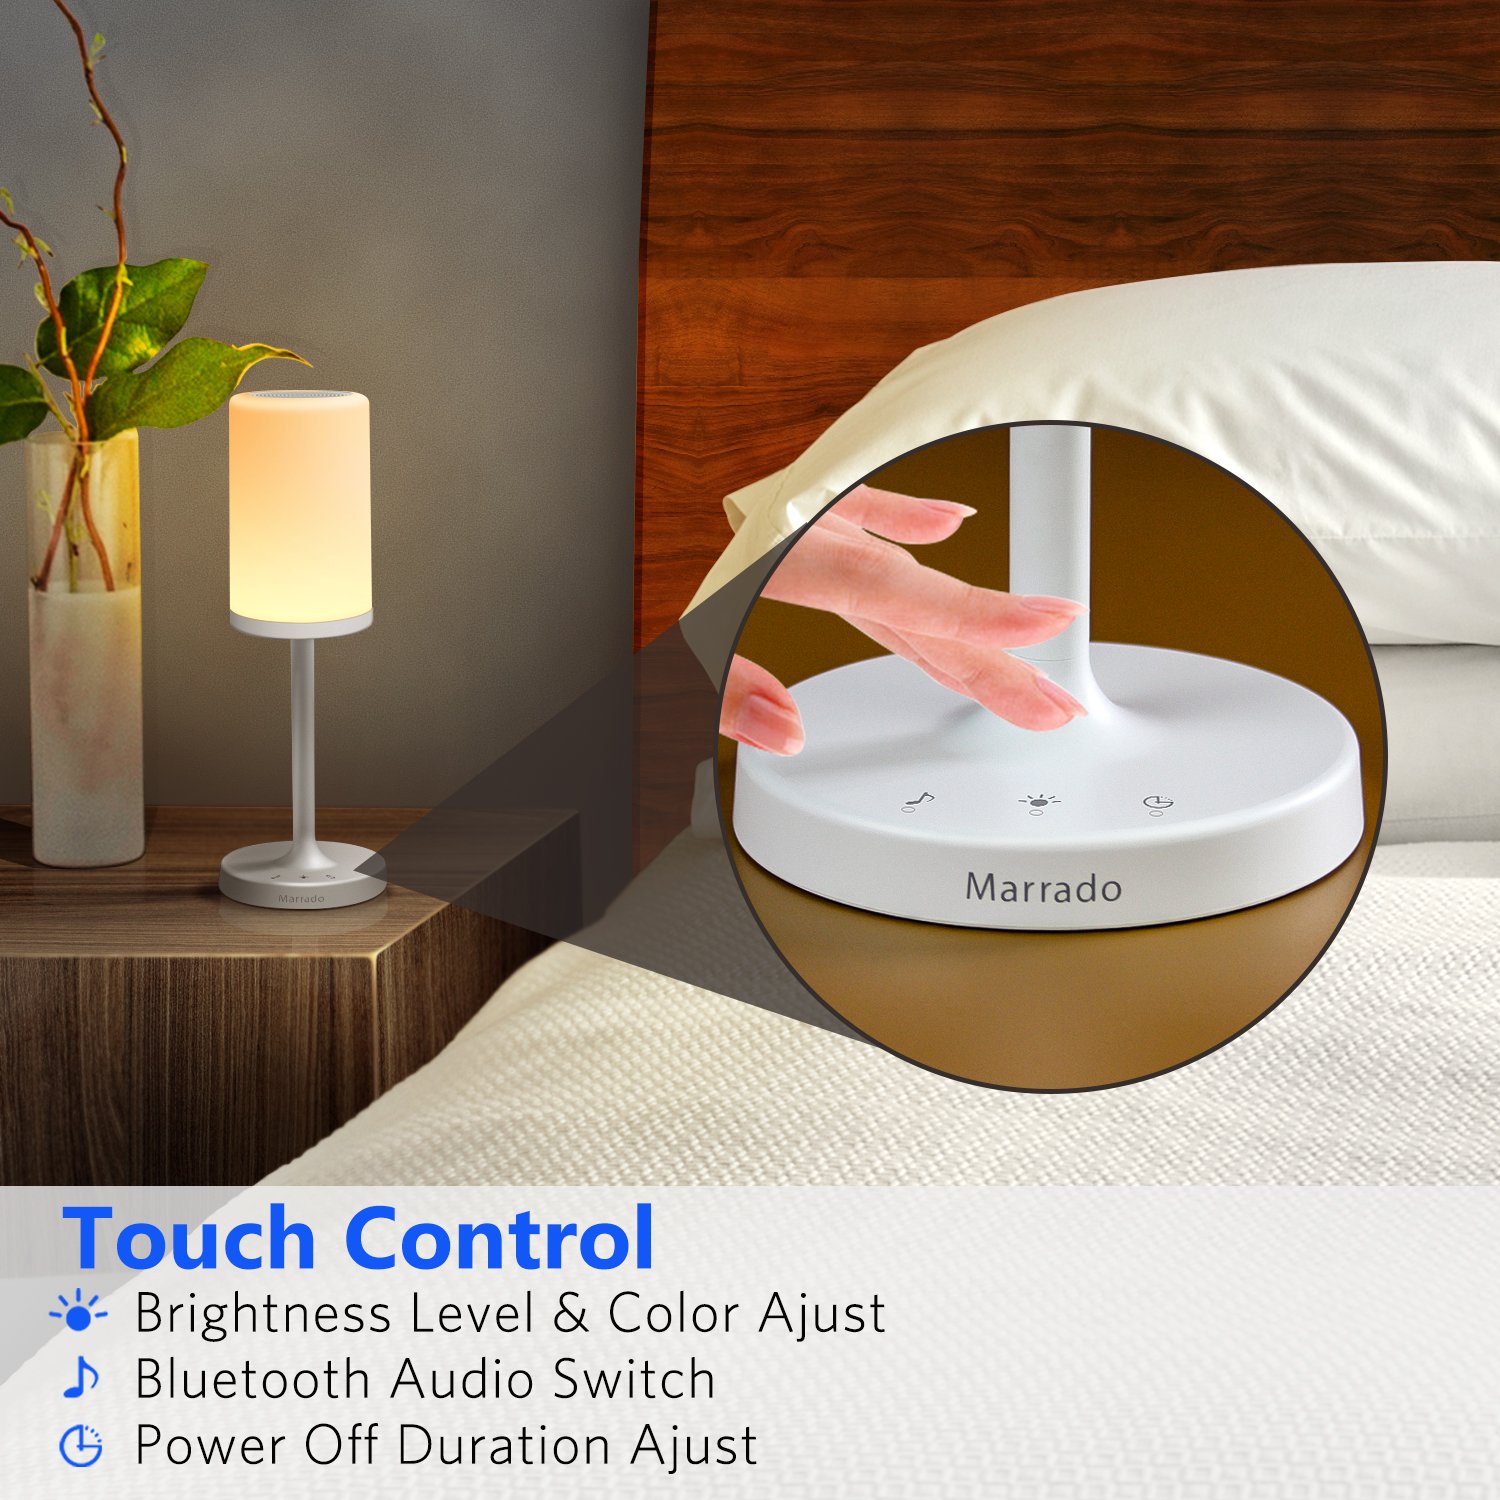 Marrado
Marrado
Touch Control
Brightness Level & Color Ajust
Bluetooth Audio Switch
Power Off Duration Ajust